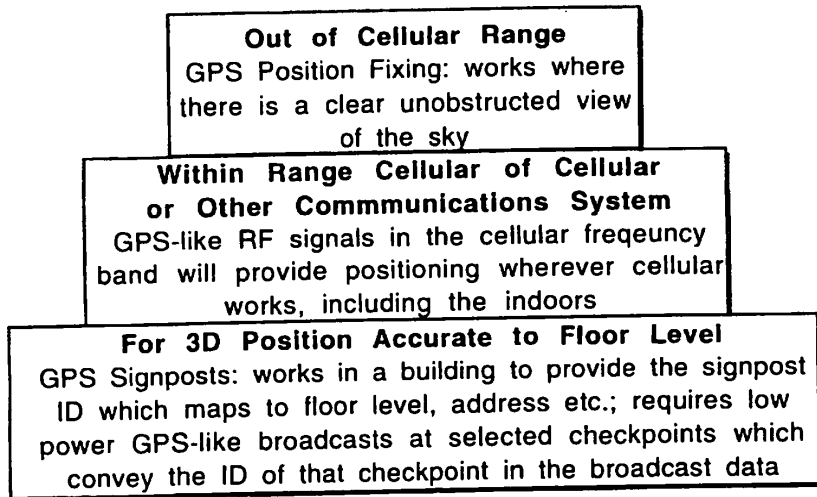 Out of Cellular Range
GPS Position Fixing: works where
there is a clear unobstructed view
of the sky
Within Range Cellular of Cellular
or Other Commmunications System
GPS-like RF signals in the cellular freqeuncy
band will provide positioning wherever cellular
works, including the indoors
For 3D Position Accurate to Floor Level
GPS Signposts: works in a building to provide the signpost
ID which maps to floor level, address etc.; requires low
power GPS-like broadcasts at selected checkpoints which
convey the ID of that checkpoint in the broadcast data